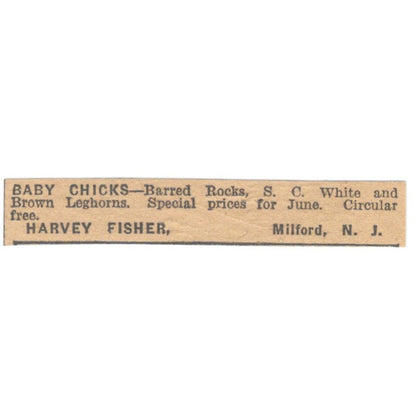 BABY CHICKS—Barred Rocks, S. C. White and
Brown Leghorns. Special prices for June. Circular
free.
HARVEY FISHER, Milford, N. J.